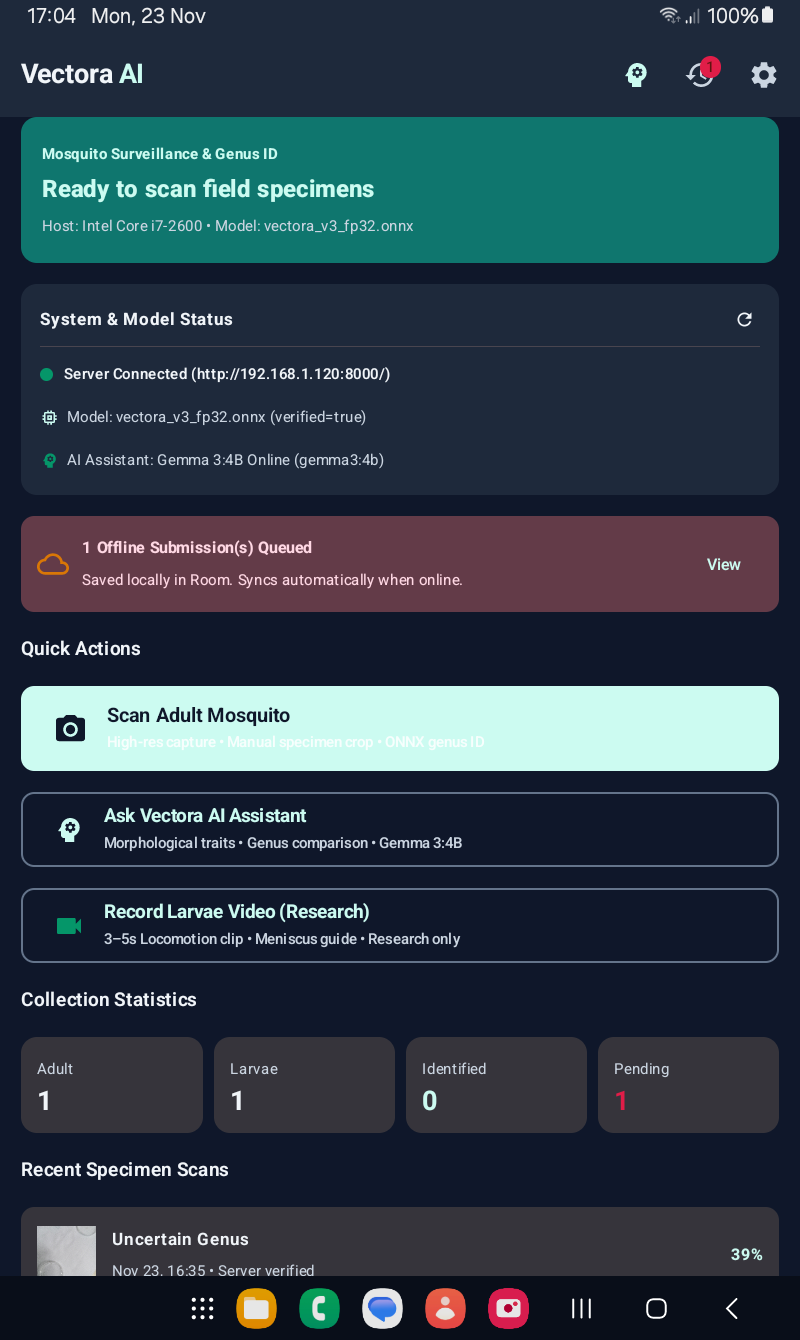 17:04 Mon, 23 Nov 100%
Vectora AI
1
Mosquito Surveillance & Genus ID
Ready to scan field specimens
Host: Intel Core i7-2600 • Model: vectora_v3_fp32.onnx
System & Model Status
Server Connected (http://192.168.1.120:8000/)
Model: vectora_v3_fp32.onnx (verified=true)
AI Assistant: Gemma 3:4B Online (gemma3:4b)
1 Offline Submission(s) Queued
Saved locally in Room. Syncs automatically when online.
View
Quick Actions
Scan Adult Mosquito
High-res capture • Manual specimen crop • ONNX genus ID
Ask Vectora AI Assistant
Morphological traits • Genus comparison • Gemma 3:4B
Record Larvae Video (Research)
3–5s Locomotion clip • Meniscus guide • Research only
Collection Statistics
Adult Larvae Identified Pending
1 1 0 1
Recent Specimen Scans
Uncertain Genus
39%
Nov 23, 16:35 • Server verified